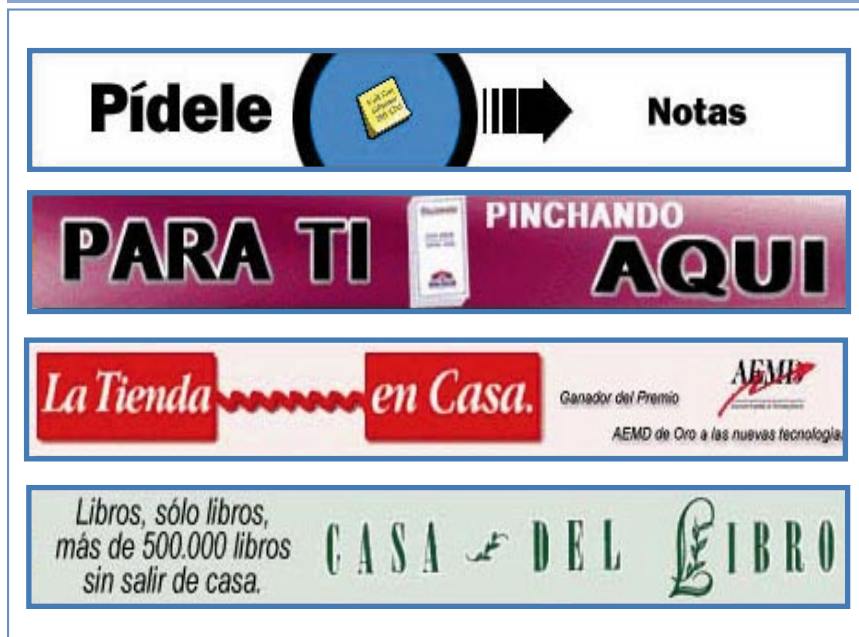 Pídele
Notas
PARA TI
PINCHANDO
AQUI
La Tienda en Casa.
Ganador del Premio
AEMD
AEMD de Oro a las nuevas tecnologia
Libros, sólo libros,
más de 500.000 libros
sin salir de casa.
CASA DEL LIBRO